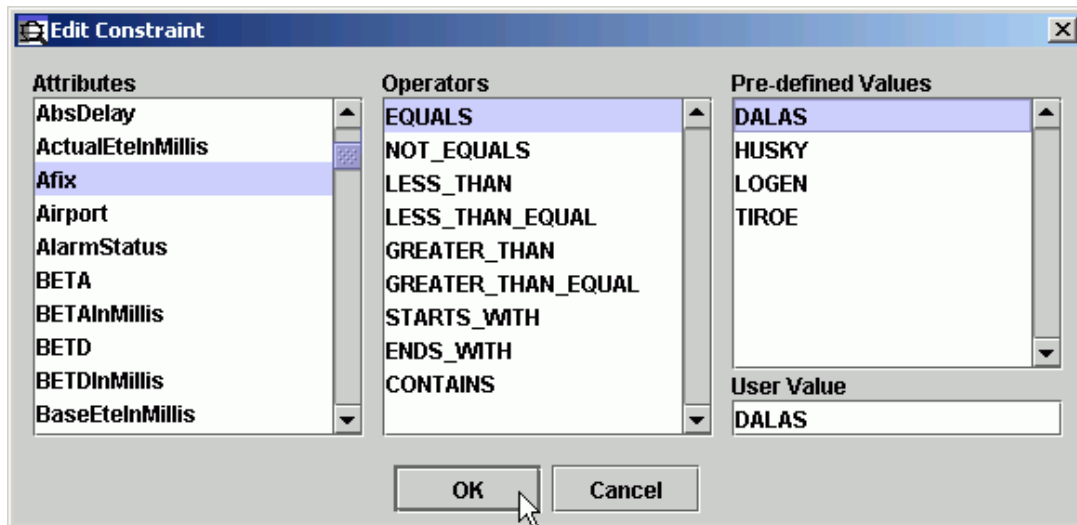 Edit Constraint
Attributes
AbsDelay
ActualEteInMillis
Afix
Airport
AlarmStatus
BETA
BETAInMillis
BETD
BETDInMillis
BaseEteInMillis
Operators
EQUALS
NOT_EQUALS
LESS_THAN
LESS_THAN_EQUAL
GREATER_THAN
GREATER_THAN_EQUAL
STARTS_WITH
ENDS_WITH
CONTAINS
Pre-defined Values
DALAS
HUSKY
LOGEN
TIROE
User Value
DALAS
OK
Cancel